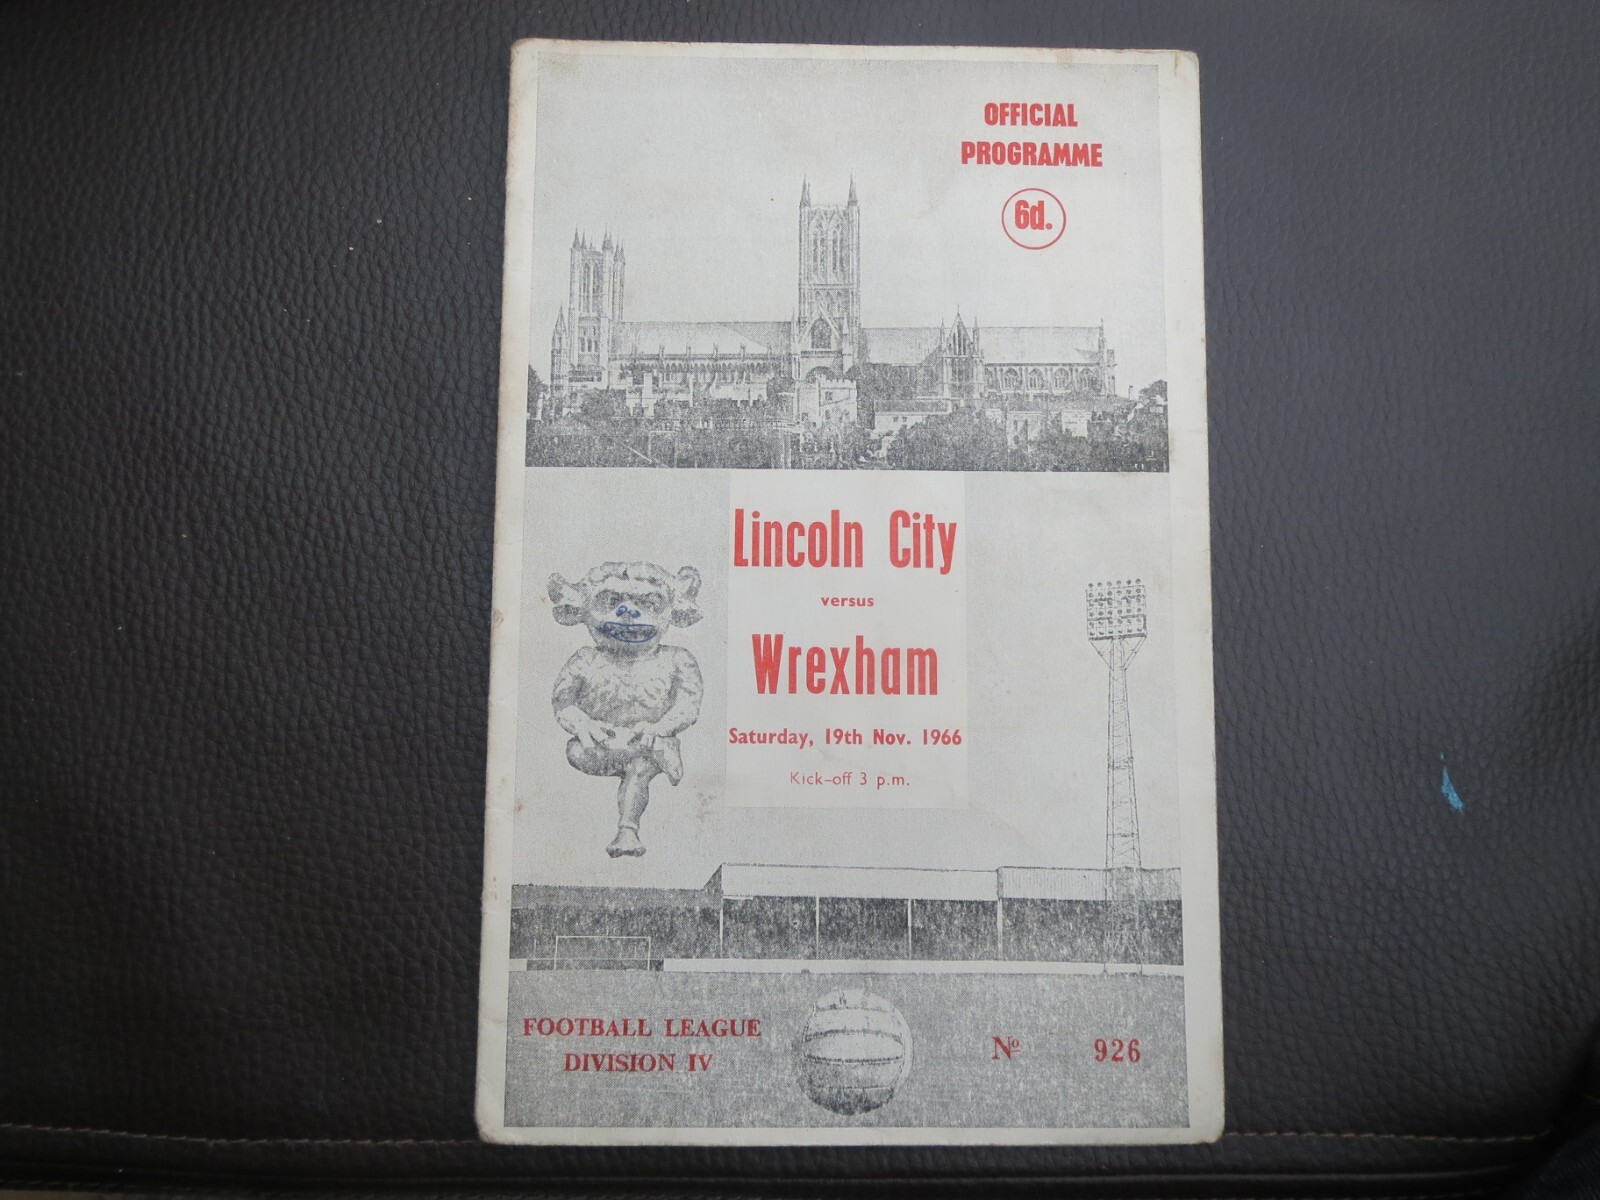 OFFICIAL
PROGRAMME
6d.
Lincoln City
versus
Wrexham
Saturday, 19th Nov. 1966
Kick-off 3 p.m.
FOOTBALL LEAGUE
DIVISION IV
Nº 926